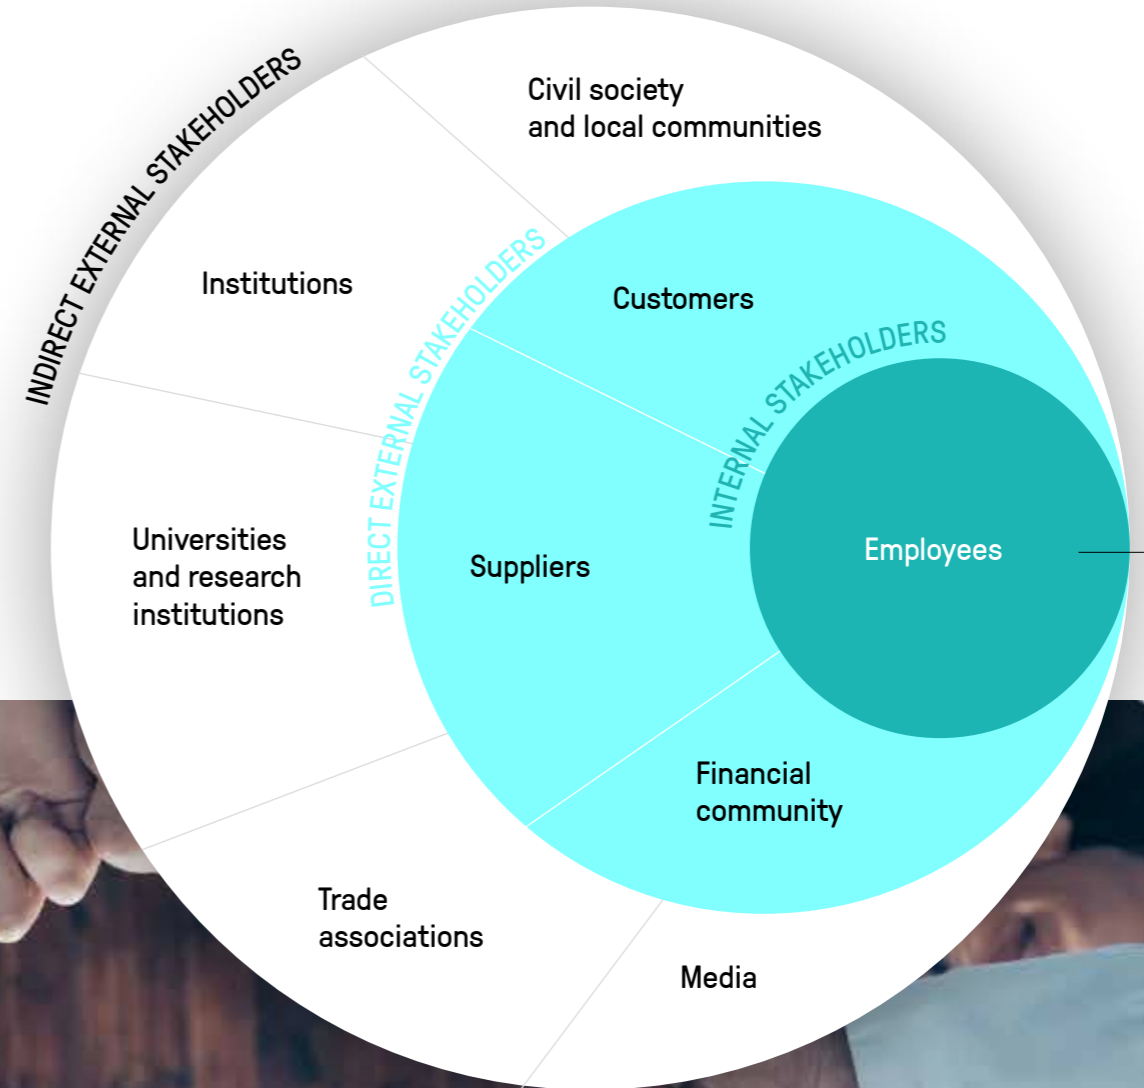 INDIRECT EXTERNAL STAKEHOLDERS
Civil society
and local communities
Institutions
DIRECT EXTERNAL STAKEHOLDERS
Customers
INTERNAL STAKEHOLDERS
Universities
and research
institutions
Suppliers
Employees
Financial
community
Trade
associations
Media